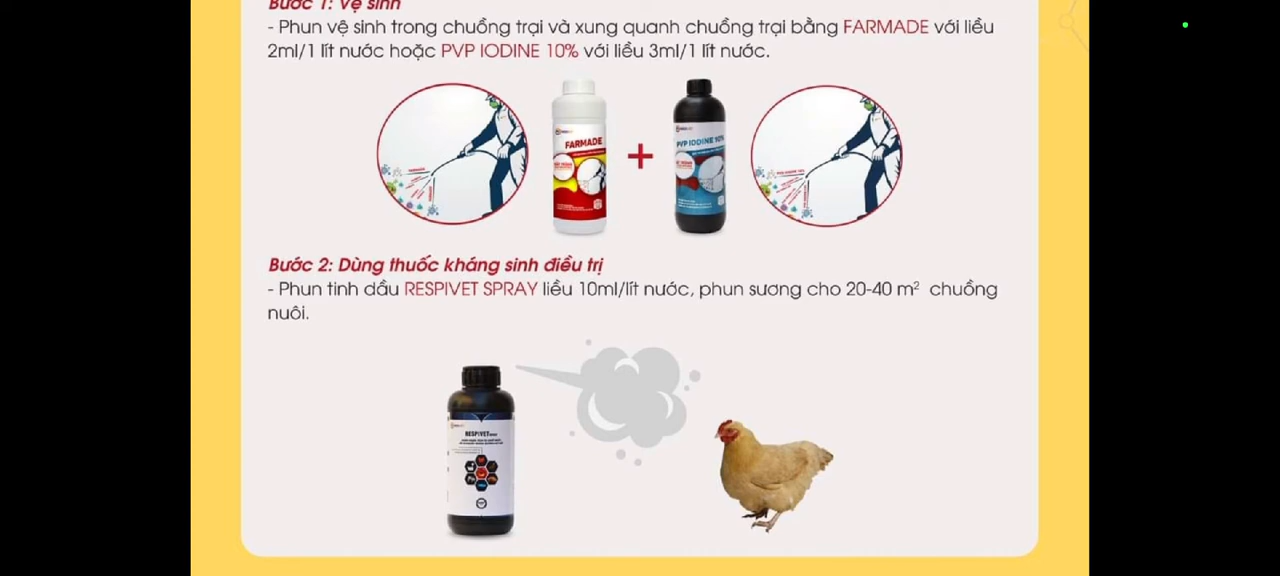 Bước 1: Vệ sinh
- Phun vệ sinh trong chuồng trại và xung quanh chuồng trại bằng FARMADE với liều
2ml/1 lít nước hoặc PVP IODINE 10% với liều 3ml/1 lít nước.
FARMADE
+
PVP IODINE 10%
Bước 2: Dùng thuốc kháng sinh điều trị
- Phun tinh dầu RESPIVET SPRAY liều 10ml/lít nước, phun sương cho 20-40 m² chuồng
nuôi.
RESPIVET